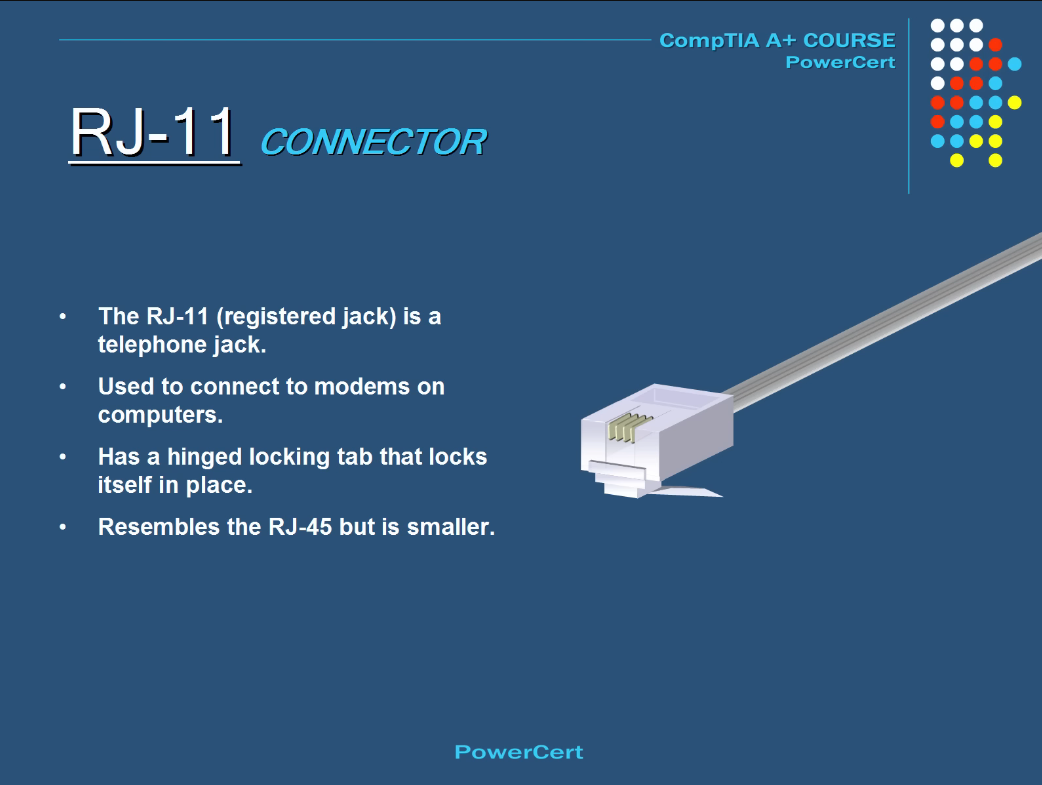 CompTIA A+ COURSE
PowerCert
RJ-11 CONNECTOR
• The RJ-11 (registered jack) is a
telephone jack.
• Used to connect to modems on
computers.
• Has a hinged locking tab that locks
itself in place.
• Resembles the RJ-45 but is smaller.
PowerCert